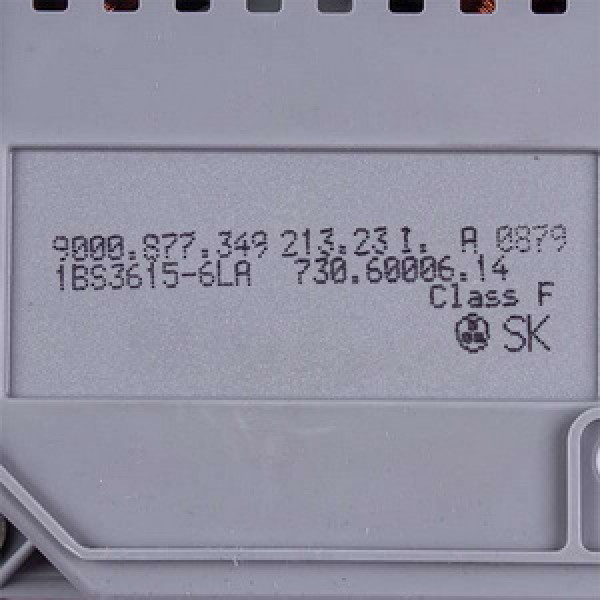 9000.877.349 213.23 I. A 0879
1BS3615-6LA 730.60006.14
Class F
SK